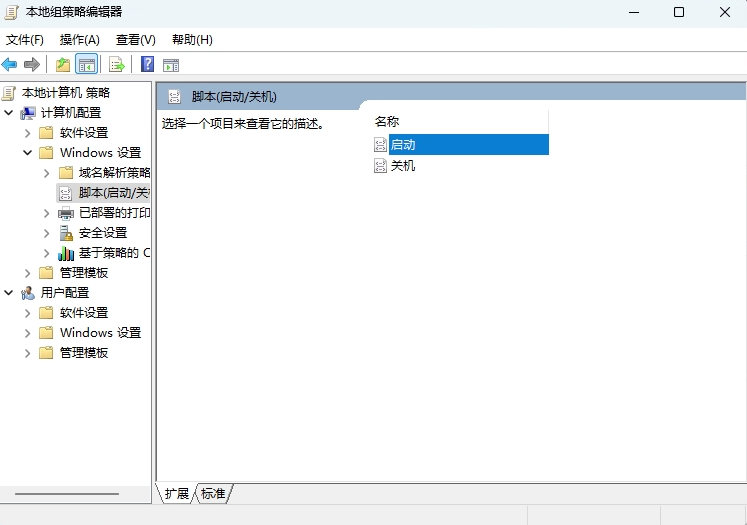 本地组策略编辑器
文件(F) 操作(A) 查看(V) 帮助(H)
本地计算机 策略
计算机配置
软件设置
Windows 设置
域名解析策略
脚本(启动/关
已部署的打印
安全设置
基于策略的 C
管理模板
用户配置
软件设置
Windows 设置
管理模板
脚本(启动/关机)
选择一个项目来查看它的描述。
名称
启动
关机
扩展 标准